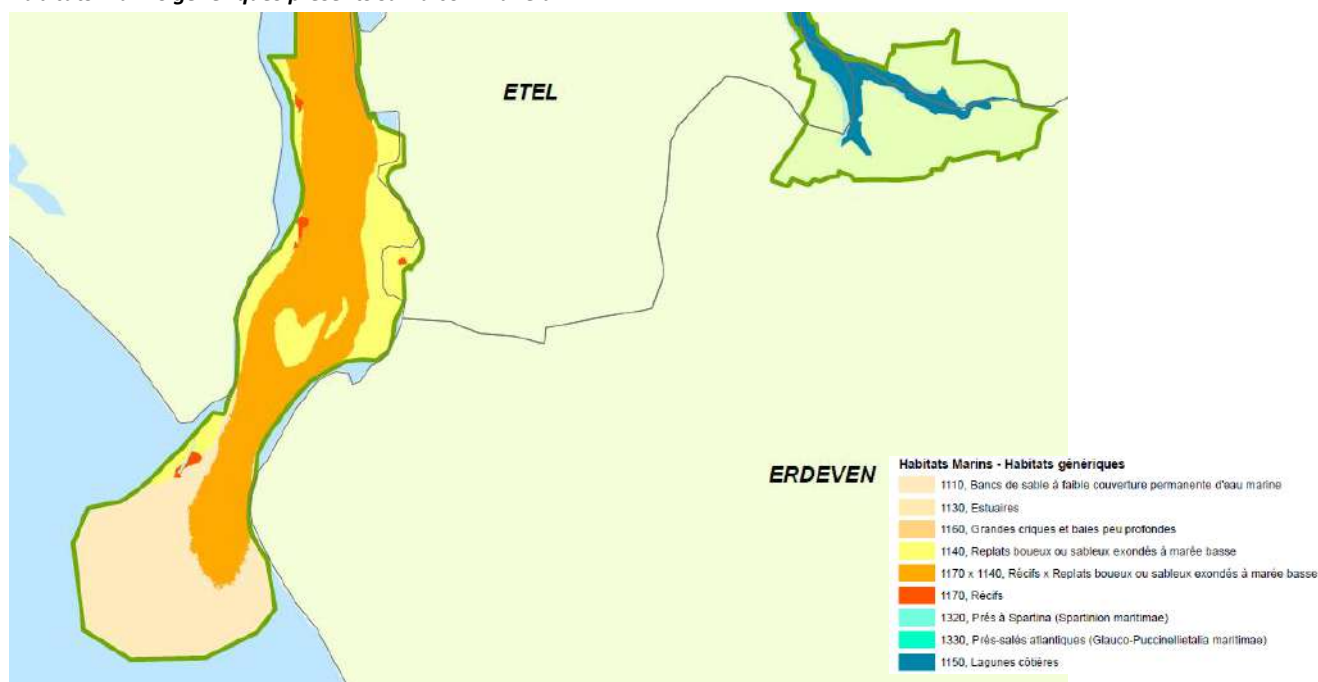 ETEL
ERDEVEN
Habitats Marins - Habitats génériques
1110, Bancs de sable à faible couverture permanente d'eau marine
1130, Estuaires
1160, Grandes criques et baies peu profondes
1140, Replats boueux ou sableux exondés à marée basse
1170 x 1140, Récifs x Replats boueux ou sableux exondés à marée basse
1170, Récifs
1320, Prés à Spartina (Spartinion maritimae)
1330, Prés-salés atlantiques (Glauco-Puccinellietalia maritimae)
1150, Lagunes côtières